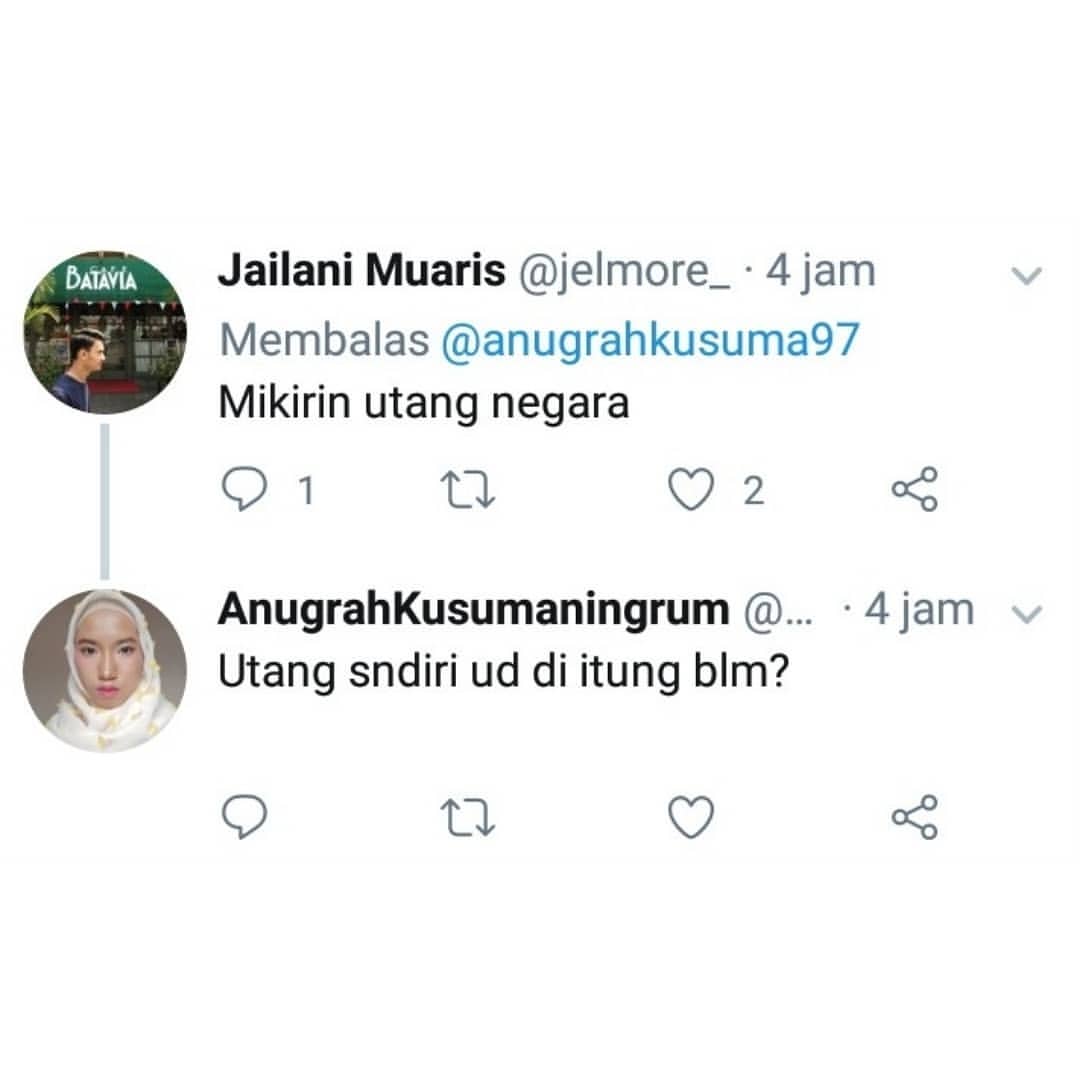 BATAVIA
Jailani Muaris @jelmore_ · 4 jam
Membalas @anugrahkusuma97
Mikirin utang negara
1 2
AnugrahKusumaningrum @... · 4 jam
Utang sndiri ud di itung blm?